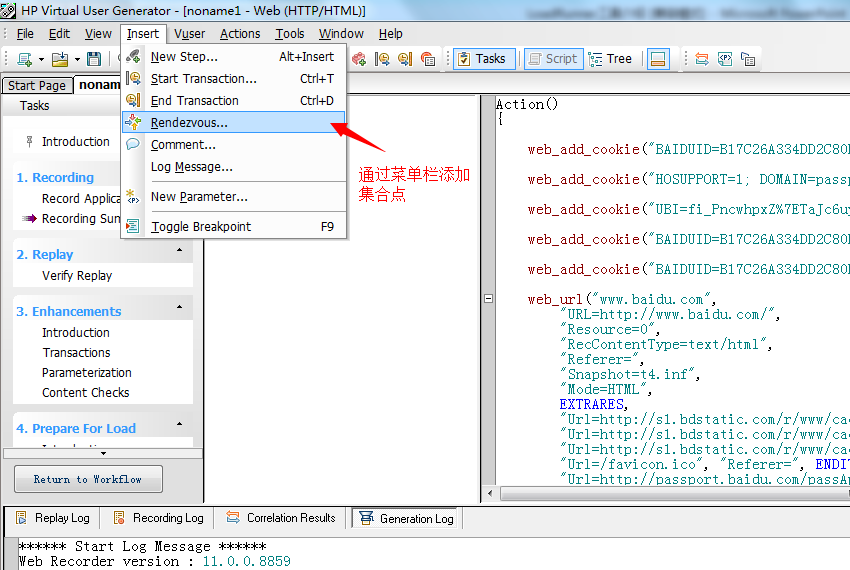 HP Virtual User Generator - [noname1 - Web (HTTP/HTML)]
File Edit View Insert Vuser Actions Tools Window Help
Tasks Script Tree
New Step... Alt+Insert
Start Transaction... Ctrl+T
End Transaction Ctrl+D
Rendezvous...
Comment...
Log Message...
New Parameter...
Toggle Breakpoint F9
通过菜单栏添加
集合点
Start Page nonam
Tasks
Introduction
1. Recording
Record Applica
Recording Sum
2. Replay
Verify Replay
3. Enhancements
Introduction
Transactions
Parameterization
Content Checks
4. Prepare For Load
Return to Workflow
Action()
{
web_add_cookie("BAIDUID=B17C26A334DD2C80
web_add_cookie("HOSUPPORT=1; DOMAIN=passp
web_add_cookie("UBI=fi_PncwhpxZ%7ETaJc6uy
web_add_cookie("BAIDUID=B17C26A334DD2C80
web_add_cookie("BAIDUID=B17C26A334DD2C80
web_url("www.baidu.com",
"URL=http://www.baidu.com/",
"Resource=0",
"RecContentType=text/html",
"Referer=",
"Snapshot=t4.inf",
"Mode=HTML",
EXTRARES,
"Url=http://s1.bdstatic.com/r/www/cac
"Url=http://s1.bdstatic.com/r/www/cac
"Url=http://s1.bdstatic.com/r/www/cac
"Url=/favicon.ico", "Referer=", ENDIT
"Url=http://passport.baidu.com/passAp
Replay Log Recording Log Correlation Results Generation Log
****** Start Log Message ******
Web Recorder version : 11.0.0.8859